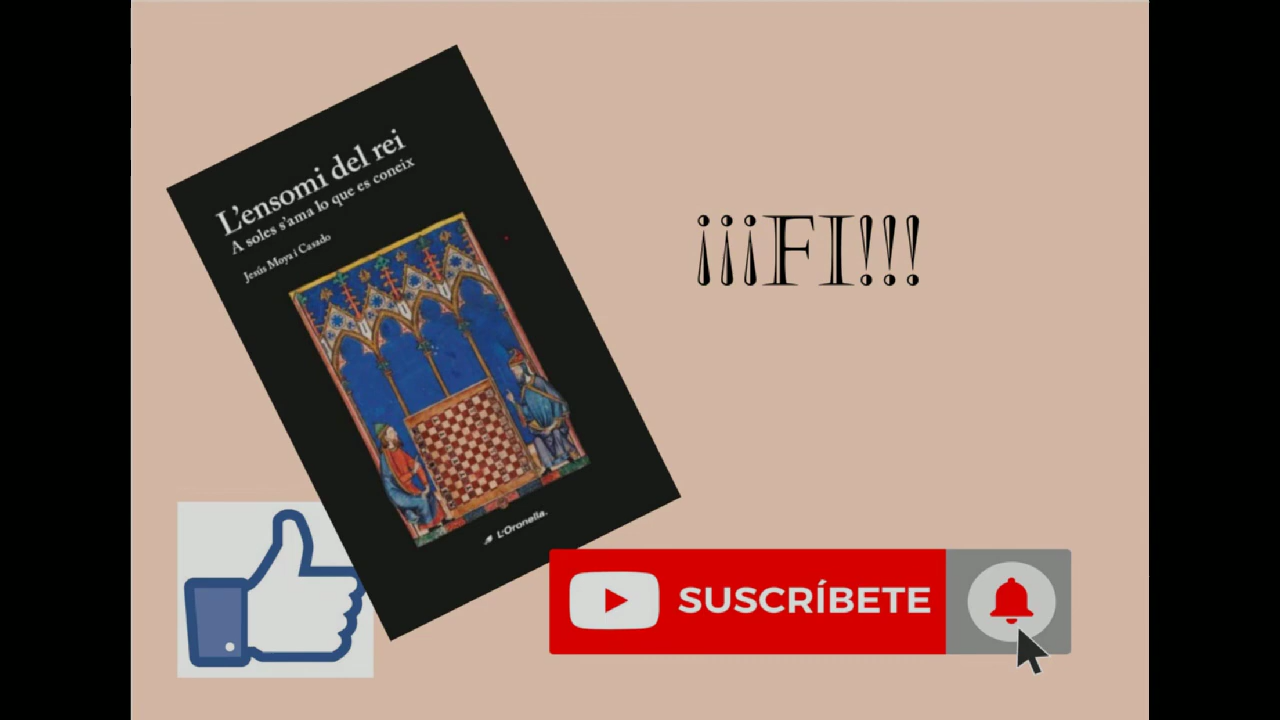 L'ensomi del rei
A soles s'ama lo que es coneix
Jesús Moya i Casado
L'Oronella.
¡¡¡FI!!!
SUSCRÍBETE